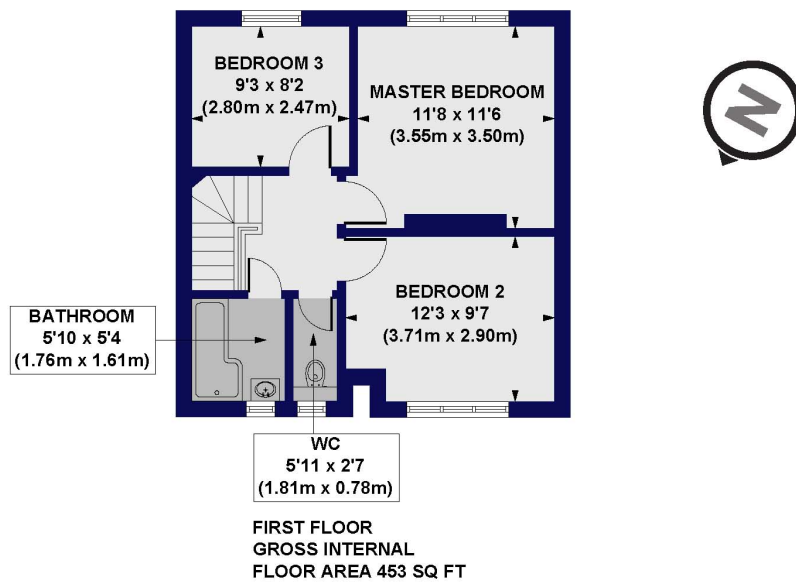 BEDROOM 3
9'3 x 8'2
(2.80m x 2.47m)
MASTER BEDROOM
11'8 x 11'6
(3.55m x 3.50m)
N
BEDROOM 2
12'3 x 9'7
(3.71m x 2.90m)
BATHROOM
5'10 x 5'4
(1.76m x 1.61m)
WC
5'11 x 2'7
(1.81m x 0.78m)
FIRST FLOOR
GROSS INTERNAL
FLOOR AREA 453 SQ FT